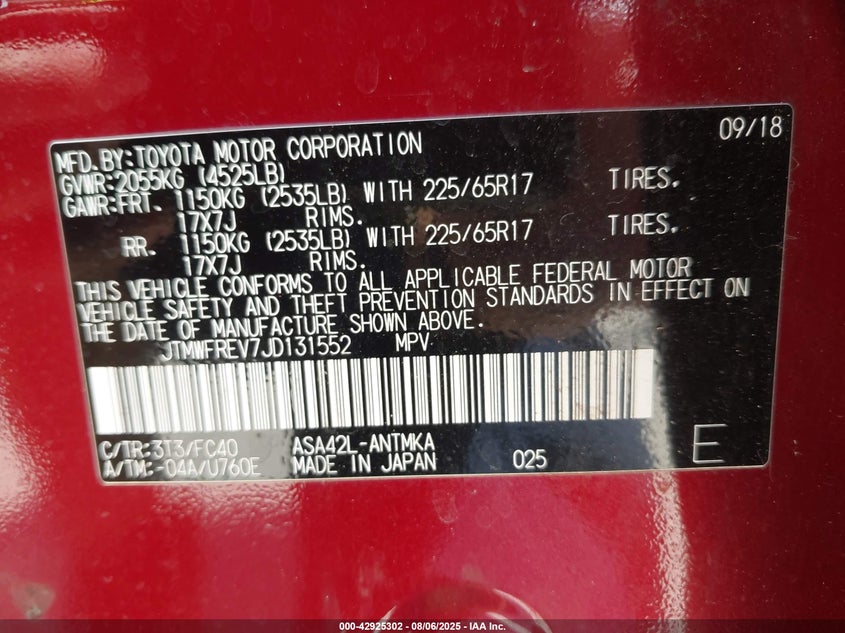 09/18
MFD.BY:TOYOTA MOTOR CORPORATION
GVWR:2055KG (4525LB)
GAWR:FRT. 1150KG (2535LB) WITH 225/65R17 TIRES,
17X7J RIMS.
RR. 1150KG (2535LB) WITH 225/65R17 TIRES,
17X7J RIMS.
THIS VEHICLE CONFORMS TO ALL APPLICABLE FEDERAL MOTOR
VEHICLE SAFETY AND THEFT PREVENTION STANDARDS IN EFFECT ON
THE DATE OF MANUFACTURE SHOWN ABOVE.
JTMWFREV7JD131552 MPV
C/TR:3T3/FC40 ASA42L-ANTMKA
A/TM:-04A/U760E MADE IN JAPAN 025 E
000-42925302 - 08/06/2025 - IAA Inc.